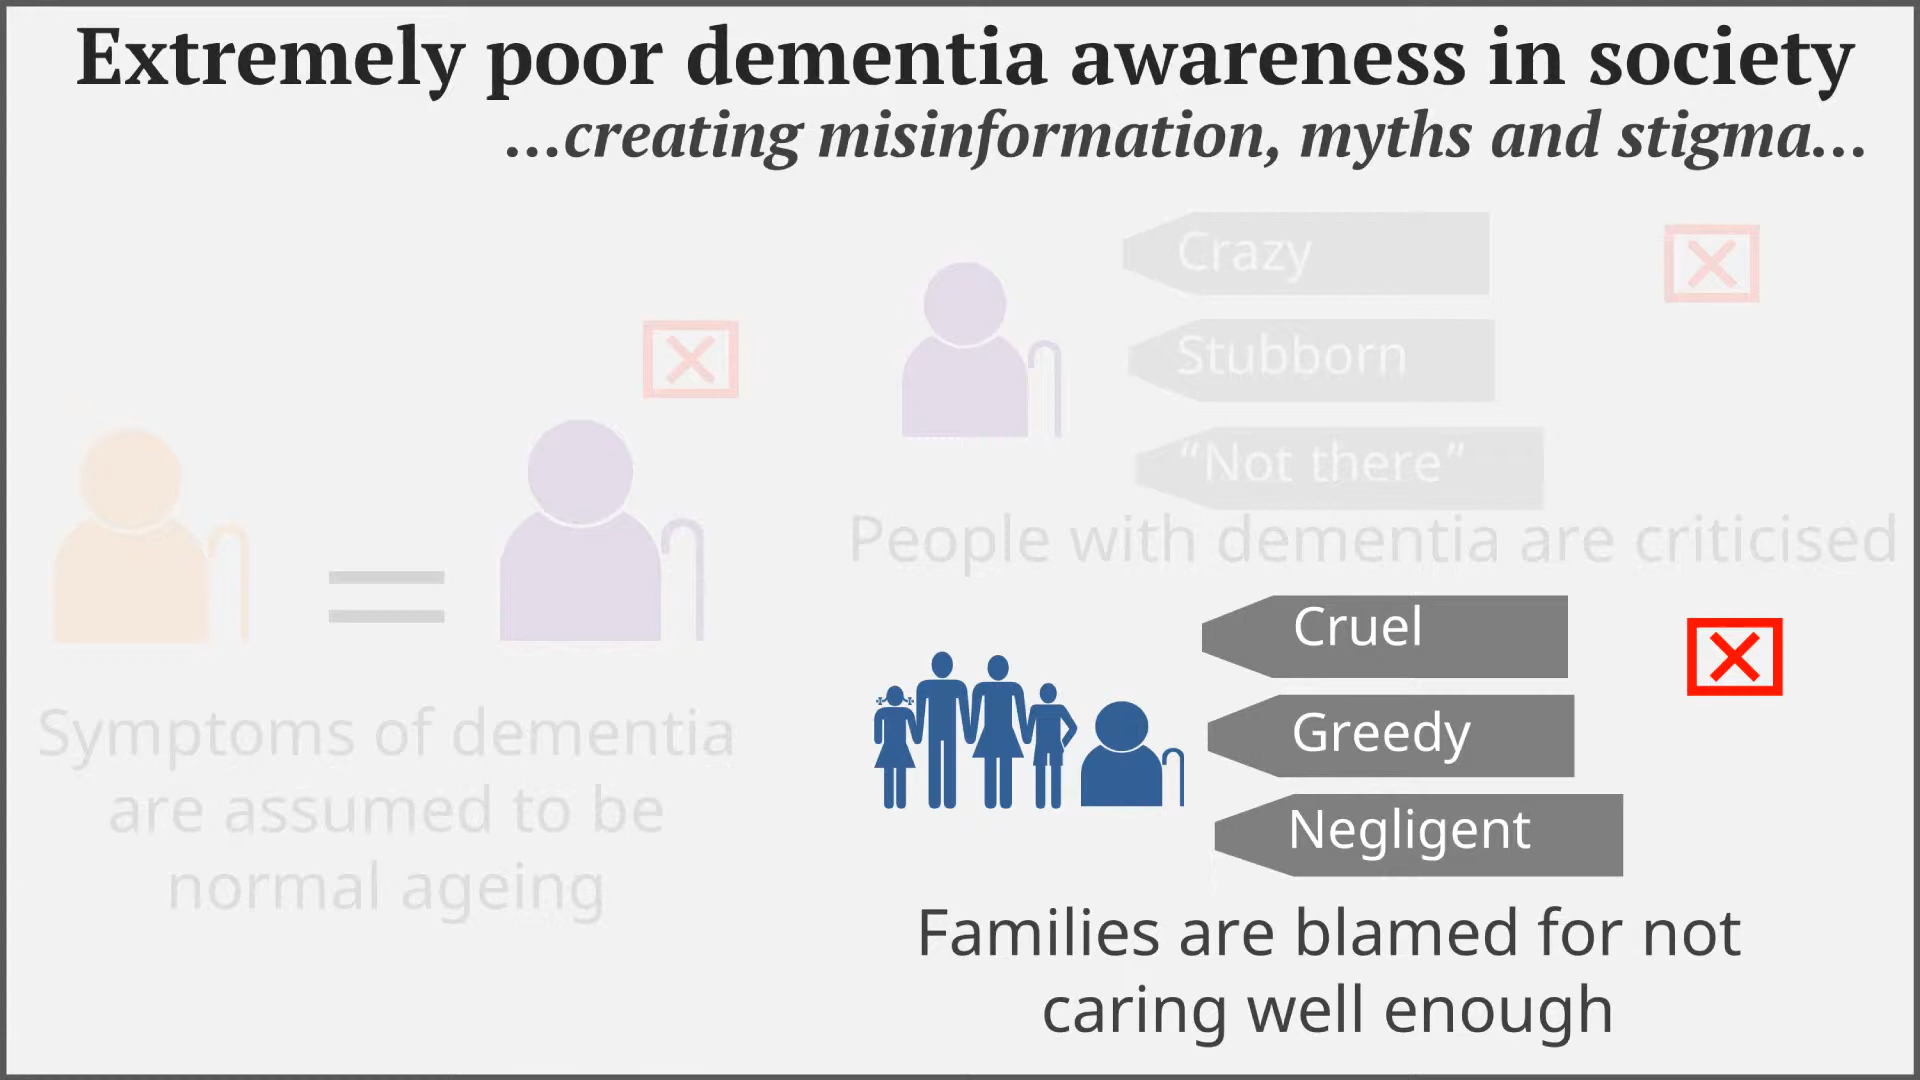 Extremely poor dementia awareness in society
...creating misinformation, myths and stigma...
Crazy
Stubborn
“Not there”
People with dementia are criticised
Symptoms of dementia
are assumed to be
normal ageing
Cruel
Greedy
Negligent
Families are blamed for not
caring well enough